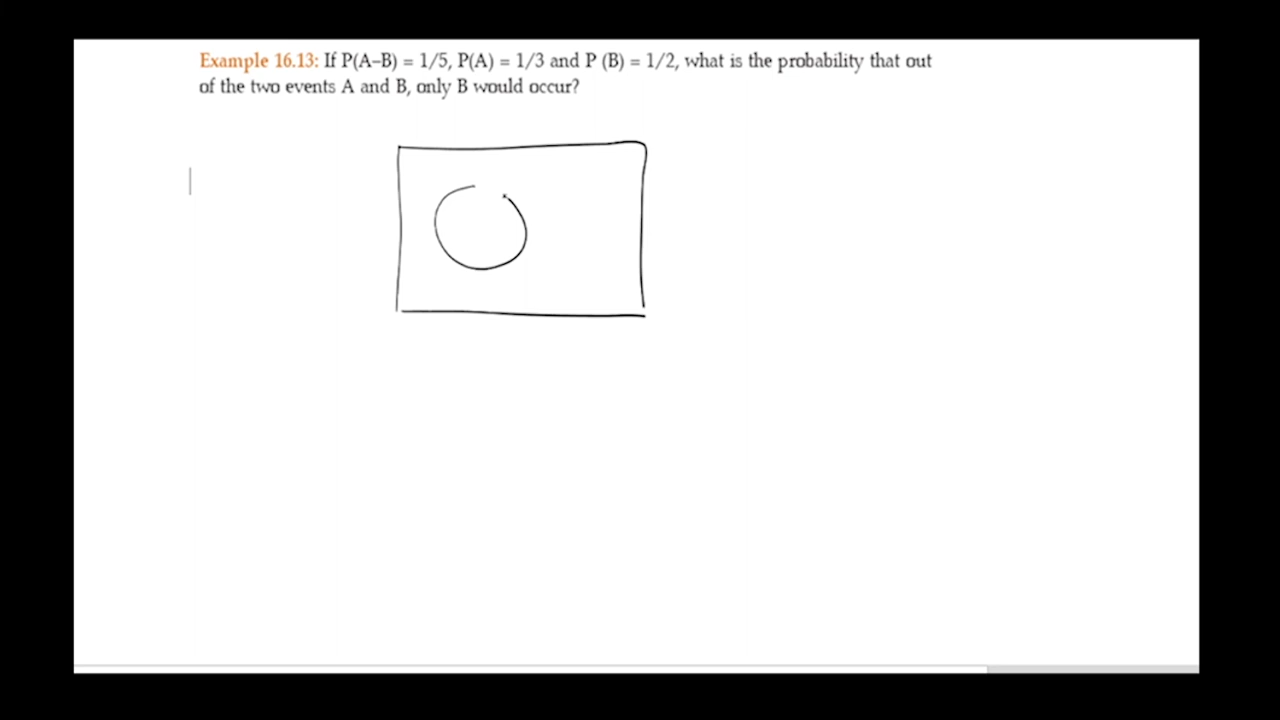 Example 16.13: If P(A–B) = 1/5, P(A) = 1/3 and P (B) = 1/2, what is the probability that out
of the two events A and B, only B would occur?